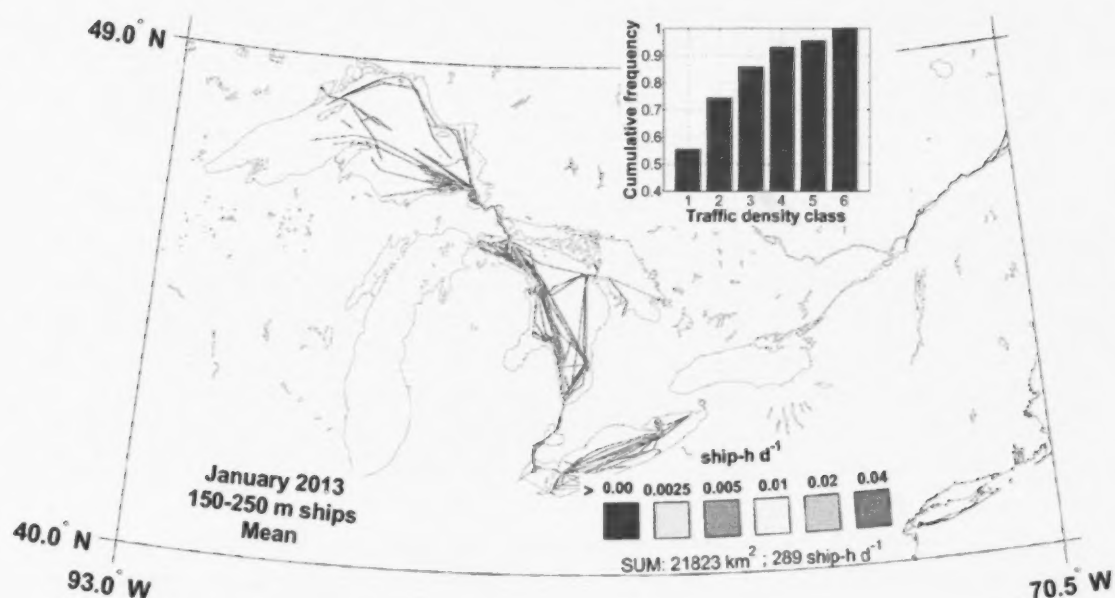 49.0° N
Cumulative frequency
1
0.9
0.8
0.7
0.6
0.5
0.4
1 2 3 4 5 6
Traffic density class
January 2013
150-250 m ships
Mean
ship-h d⁻¹
> 0.00 0.0025 0.005 0.01 0.02 0.04
SUM: 21823 km² ; 289 ship-h d⁻¹
40.0° N
93.0° W
70.5° W